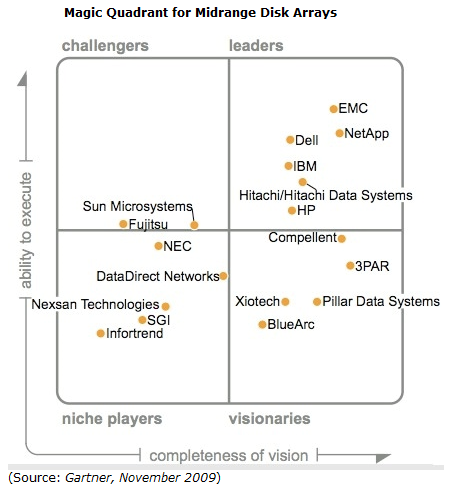 Magic Quadrant for Midrange Disk Arrays
challengers
leaders
EMC
NetApp
Dell
IBM
Hitachi/Hitachi Data Systems
Sun Microsystems
HP
Fujitsu
Compellent
NEC
3PAR
DataDirect Networks
Nexsan Technologies
Xiotech
Pillar Data Systems
SGI
BlueArc
Infortrend
ability to execute
niche players
visionaries
completeness of vision
(Source: Gartner, November 2009)